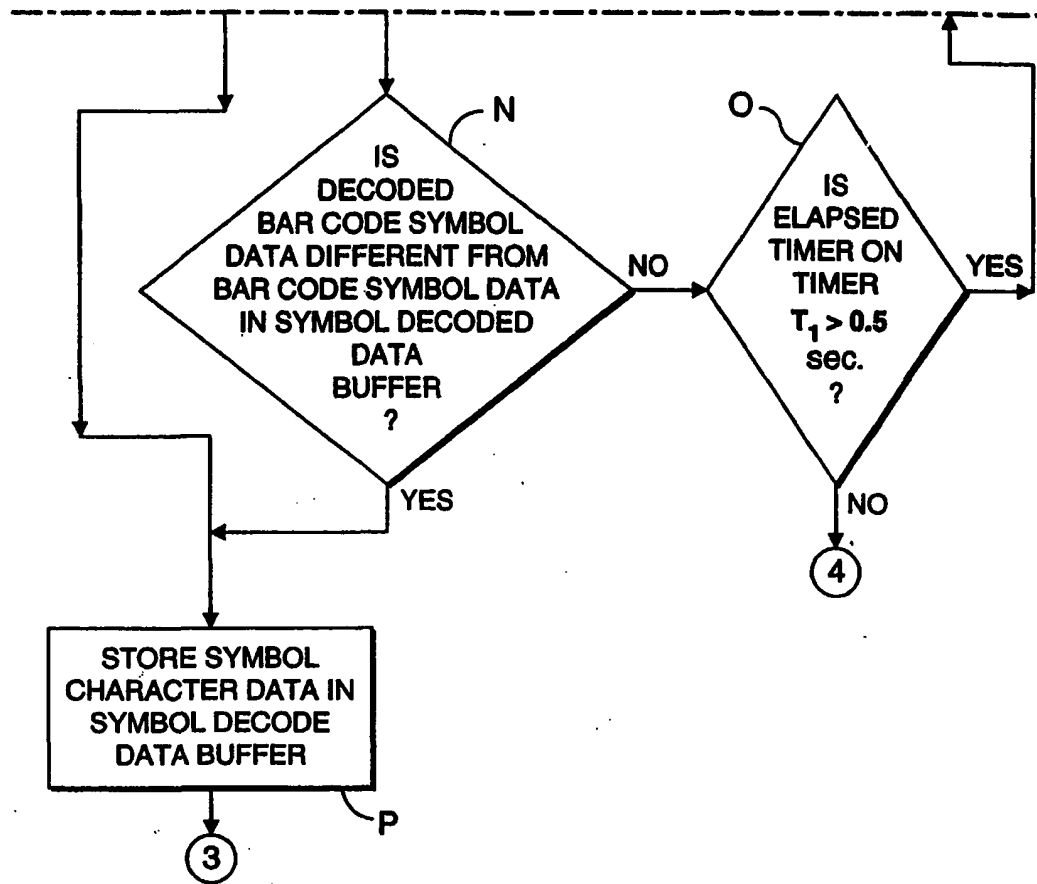 N
IS
DECODED
BAR CODE SYMBOL
DATA DIFFERENT FROM
BAR CODE SYMBOL DATA
IN SYMBOL DECODED
DATA
BUFFER
?
NO
YES
O
IS
ELAPSED
TIMER ON
TIMER
T1 > 0.5
sec.
?
YES
NO
4
STORE SYMBOL
CHARACTER DATA IN
SYMBOL DECODE
DATA BUFFER
P
3